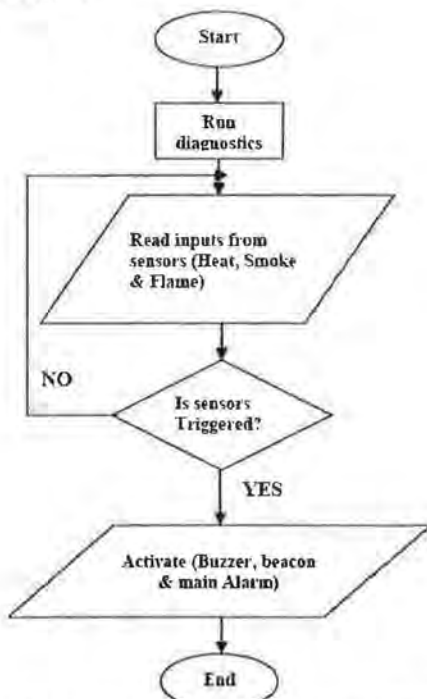 Start
Run
diagnostics
Read inputs from
sensors (Heat, Smoke
& Flame)
NO
Is sensors
Triggered?
YES
Activate (Buzzer, beacon
& main Alarm)
End